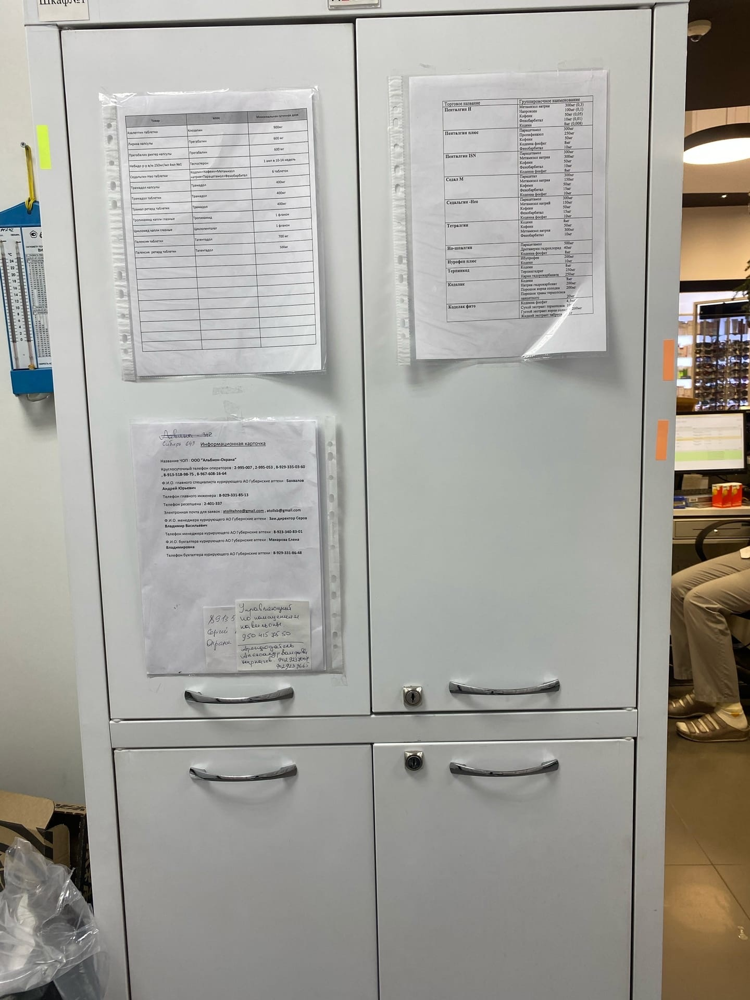 Шкаф№1
Товар МНН Максимальная суточная доза
Азалептин таблетки Клозапин 900мг
Лирика капсулы Прегабалин 600 мг
Прегабалин рихтер капсулы Прегабалин 600 мг
Небидо р-р в/м 250мг/мл 4мл №1 Тестостерон 1 амп в 10-14 недель
Седальгин-Нео таблетки Кодеин+Кофеин+Метамизол натрия+Парацетамол+Фенобарбитал 6 таблеток
Трамадол капсулы Трамадол 400мг
Трамадол таблетки Трамадол 400мг
Трамал ретард таблетки Трамадол 400мг
Тропикамид капли глазные Тропикамид 1 флакон
Цикломед капли глазные Циклопентолат 1 флакон
Палексия таблетки Тапентадол 700 мг
Палексия ретард таблетки Тапентадол 500мг
Торговое название Группировочное наименование
Пенталгин Н Метамизол натрия 300мг (0,3)
Напроксен 100мг (0,1)
Кофеин 50мг (0,05)
Фенобарбитал 10мг (0,01)
Кодеин 8мг (0,008)
Пенталгин плюс Парацетамол 300мг
Пропифеназол 250мг
Кофеин 50мг
Кодеина фосфат 8мг
Фенобарбитал 10мг
Пенталгин ISN Парацетамол 300мг
Метамизол натрия 300мг
Кофеин 50мг
Фенобарбитал 10мг
Кодеина фосфат 8мг
Седал М Парацетал 300мг
Метамизол натрия 150мг
Кофеин 50мг
Фенобарбитал 15мг
Кодеина фосфат 10мг
Седальгин -Нео Парацетамол 300мг
Метамизол натрий 150мг
Кофеин 50мг
Фенобарбитал 15мг
Кодеина фосфат 10мг
Тетралгин Кодеин 8мг
Кофеин 50мг
Метамизол натрия 300мг
Фенобарбитал 10мг
Но-шпалгин Парацетамол 500мг
Дротаверин гидрохлорид 40мг
Кодеина фосфат 8мг
Нурофен плюс Ибупрофен 200мг
Кодеин 10мг
Терпинкод Кодеин 8мг
Терпингидрат 250мг
Нария гидрокарбаната 250мг
Коделак Кодеин 8мг
Натрия гидрокарбонат 200мг
Порошок корня солодки 200мг
Порошок травы термопсиса
ланцетного 20мг
Коделак фито Кодеина фосфат 4,5мг
Сухой экстракт термопсиса 10мг
Густой экстракт корня 200мг
Жидкий экстракт чабреца
°C
24
22
20
18
16
14
12
10
8
6
4
2
0
Лавина - 312
Сибирь 643 Информационная карточка
Название ЧОП : ООО "Альбион-Охрана"
Круглосуточный телефон операторов : 2-995-007 , 2-995-053 , 8-929-335-03-60
, 8-913-518-98-75 , 8-967-608-16-64
Ф.И.О. главного специалиста курирующего АО Губернские аптеки : Бахвалов
Андрей Юрьевич
Телефон главного инженера : 8-929-331-85-13
Телефон ресепшена : 2-401-337
Электронная почта для заявок : atolltehno@gmail.com , atollsb@gmail.com
Ф.И.О. менеджера курирующего АО Губернские аптеки : Зам.директор Серов
Владимир Васильевич
Телефон менеджера курирующего АО Губернские аптеки : 8-923-340-83-01
Ф.И.О. бухгалтера курирующего АО Губернские аптеки : Макарова Елена
Владимировна
Телефон бухгалтера курирующего АО Губернские аптеки : 8-929-331-86-48
8913 5
Сергей
Охрана
Управляющий
по помещениям
павильоны.
950 415 75 50
Арендодатель
Александр
Карначев. 902 923 7007
902 923 7665